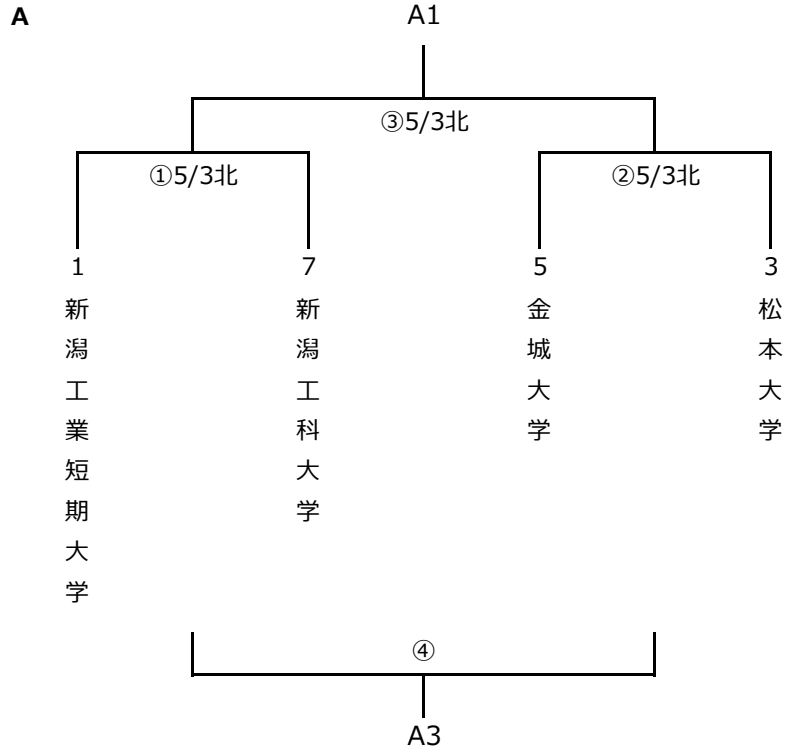 A
A1
③5/3北
①5/3北
②5/3北
1
7
5
3
新潟工業短期大学
新潟工科大学
金城大学
松本大学
④
A3